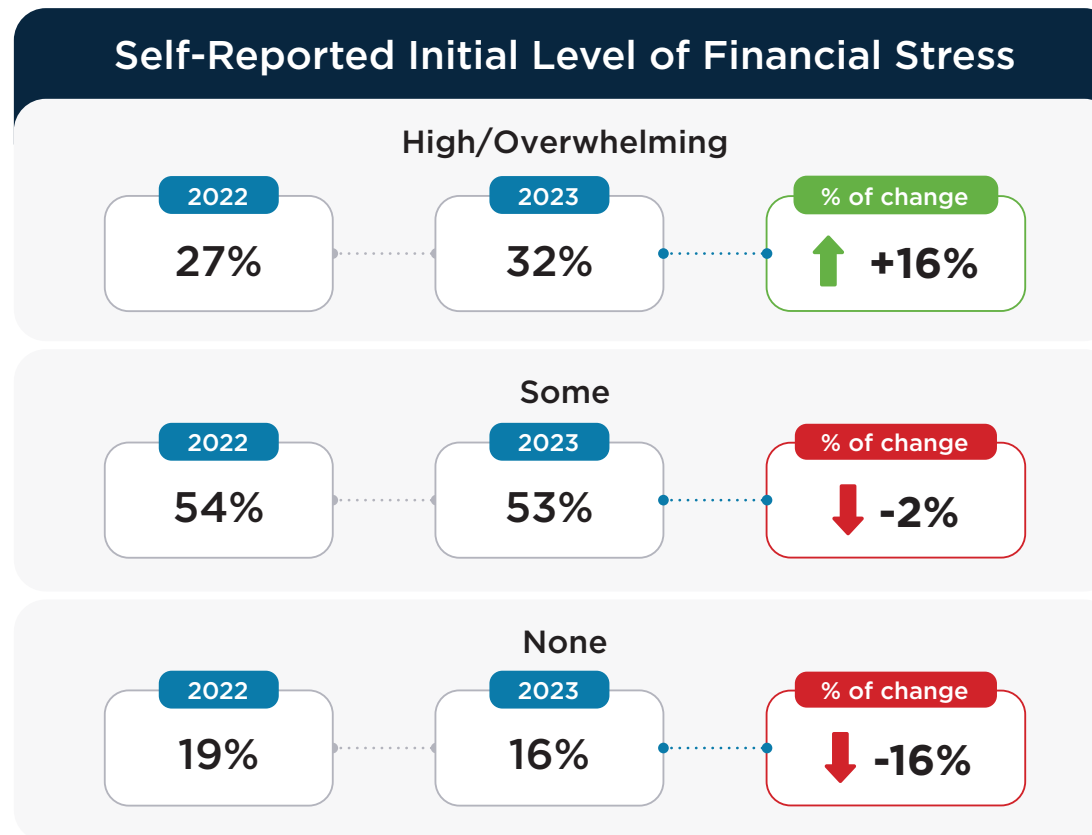 Self-Reported Initial Level of Financial Stress
High/Overwhelming
2022
2023
% of change
27%
32%
+16%
Some
2022
2023
% of change
54%
53%
-2%
None
2022
2023
% of change
19%
16%
-16%